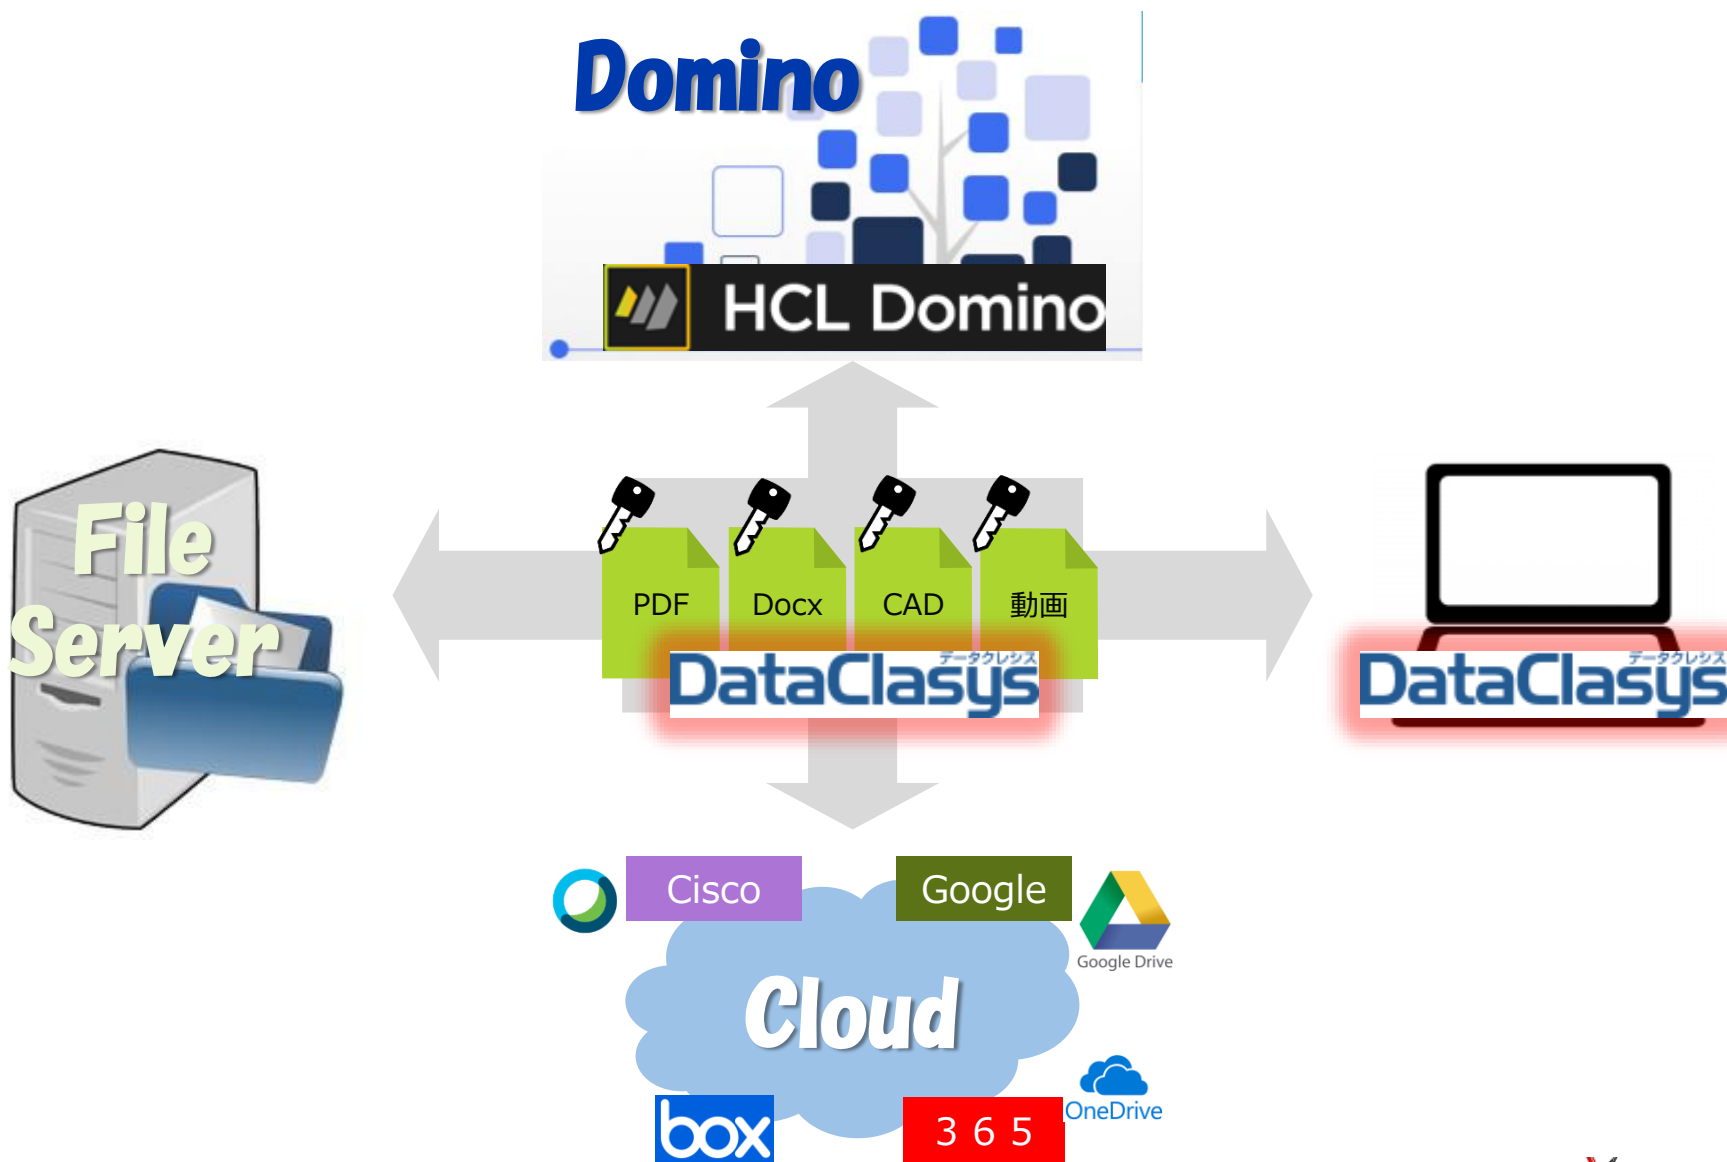 Domino
HCL Domino
File
Server
PDF
Docx
CAD
動画
データクレシス
DataClasys
データクレシス
DataClasys
Cisco
Google
Google Drive
Cloud
OneDrive
box
３６５